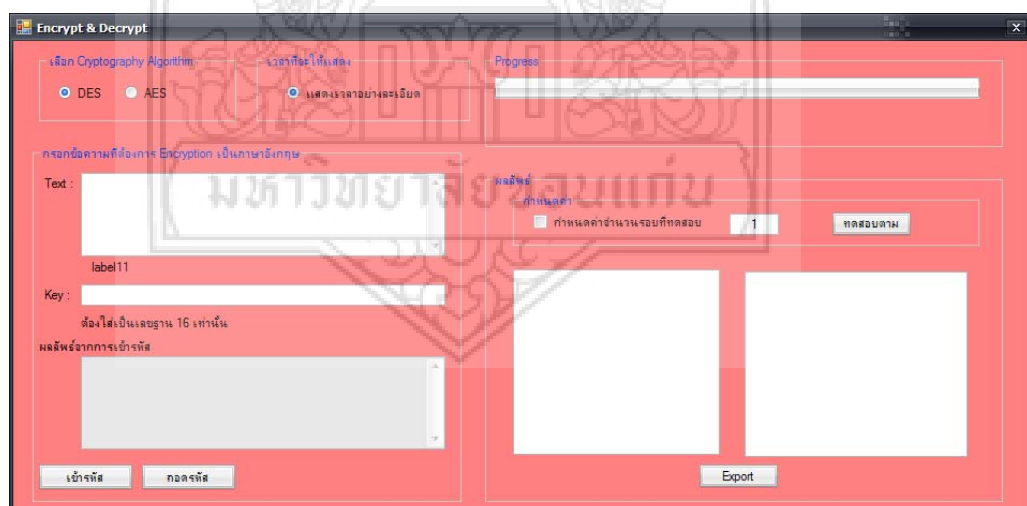 Encrypt & Decrypt
เลือก Cryptography Algorithm
DES
AES
เวลาที่จะให้แสดง
แสดงเวลาอย่างละเอียด
Progress
กรอกข้อความที่ต้องการ Encryption เป็นภาษาอังกฤษ
Text :
label11
Key :
ต้องใส่เป็นเลขฐาน 16 เท่านั้น
ผลลัพธ์จากการเข้ารหัส
เข้ารหัส
ถอดรหัส
ผลลัพธ์
กำหนดค่า
กำหนดค่าจำนวนรอบที่ทดสอบ
1
ทดสอบตาม
Export
มหาวิทยาลัยขอนแก่น